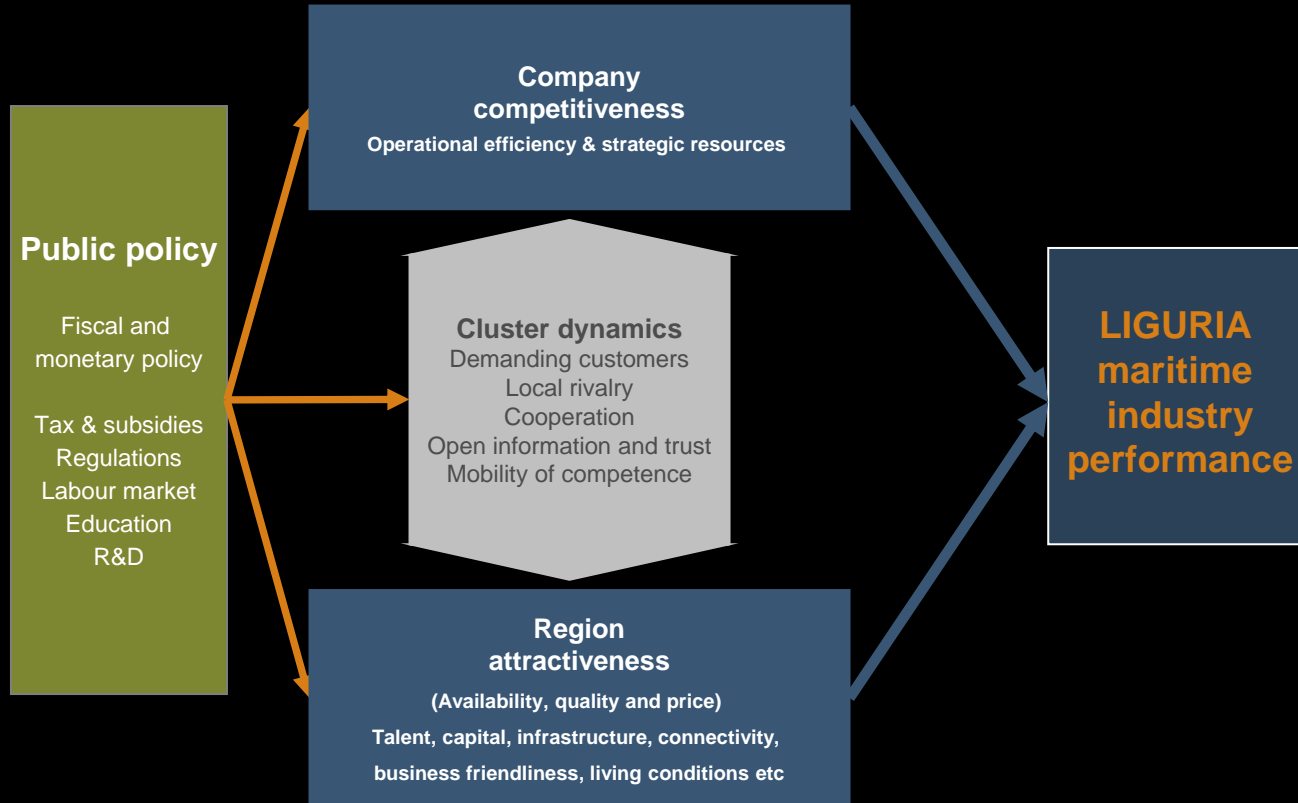 Public policy
Fiscal and
monetary policy
Tax & subsidies
Regulations
Labour market
Education
R&D
Company
competitiveness
Operational efficiency & strategic resources
Cluster dynamics
Demanding customers
Local rivalry
Cooperation
Open information and trust
Mobility of competence
Region
attractiveness
(Availability, quality and price)
Talent, capital, infrastructure, connectivity,
business friendliness, living conditions etc
LIGURIA
maritime
industry
performance